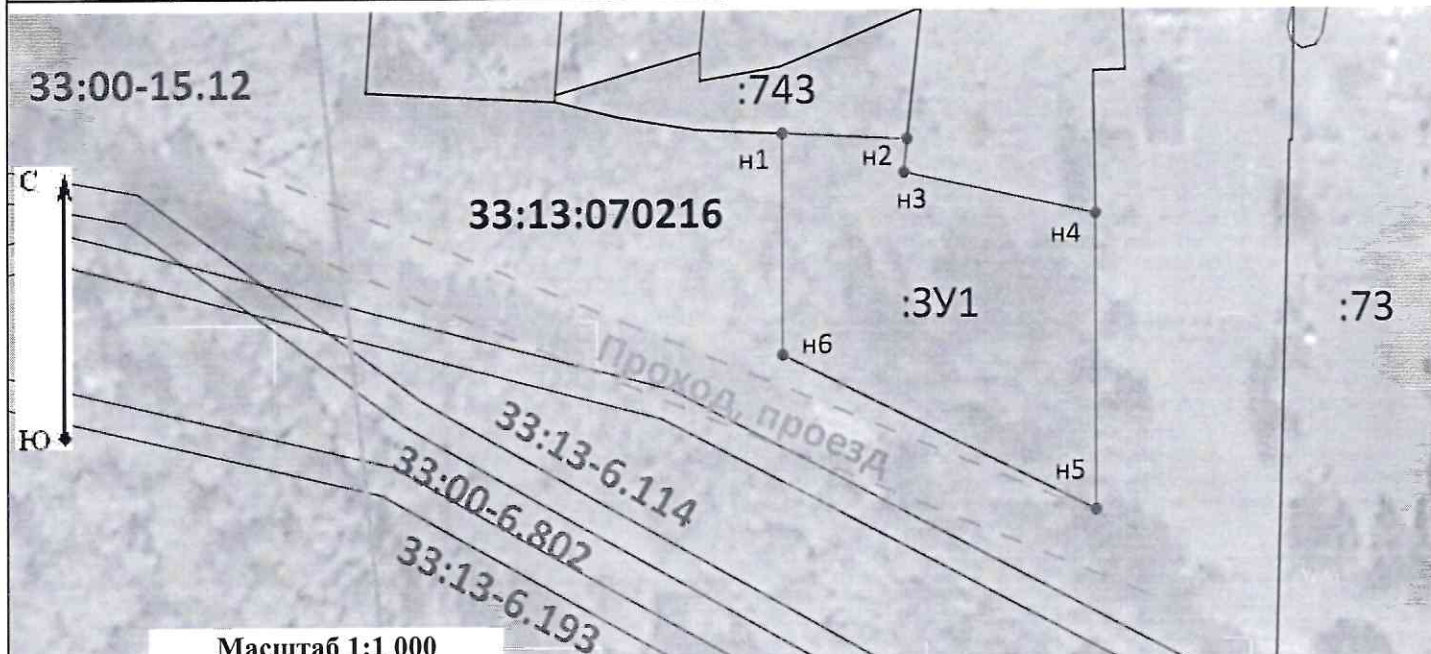 33:00-15.12
:743
н1
н2
С
н3
33:13:070216
н4
:ЗУ1
:73
н6
Проход, проезд
33:13-6.114
Ю
33:00-6.802
н5
33:13-6.193
Масштаб 1:1 000